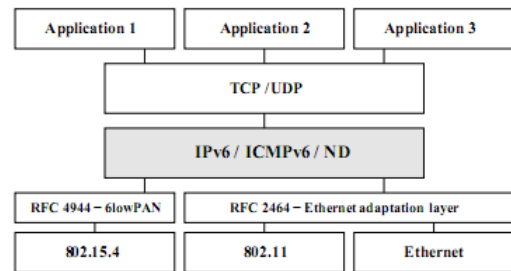 Application 1
Application 2
Application 3
TCP /UDP
IPv6 / ICMPv6 / ND
RFC 4944 – 6lowPAN
RFC 2464 – Ethernet adaptation layer
802.15.4
802.11
Ethernet